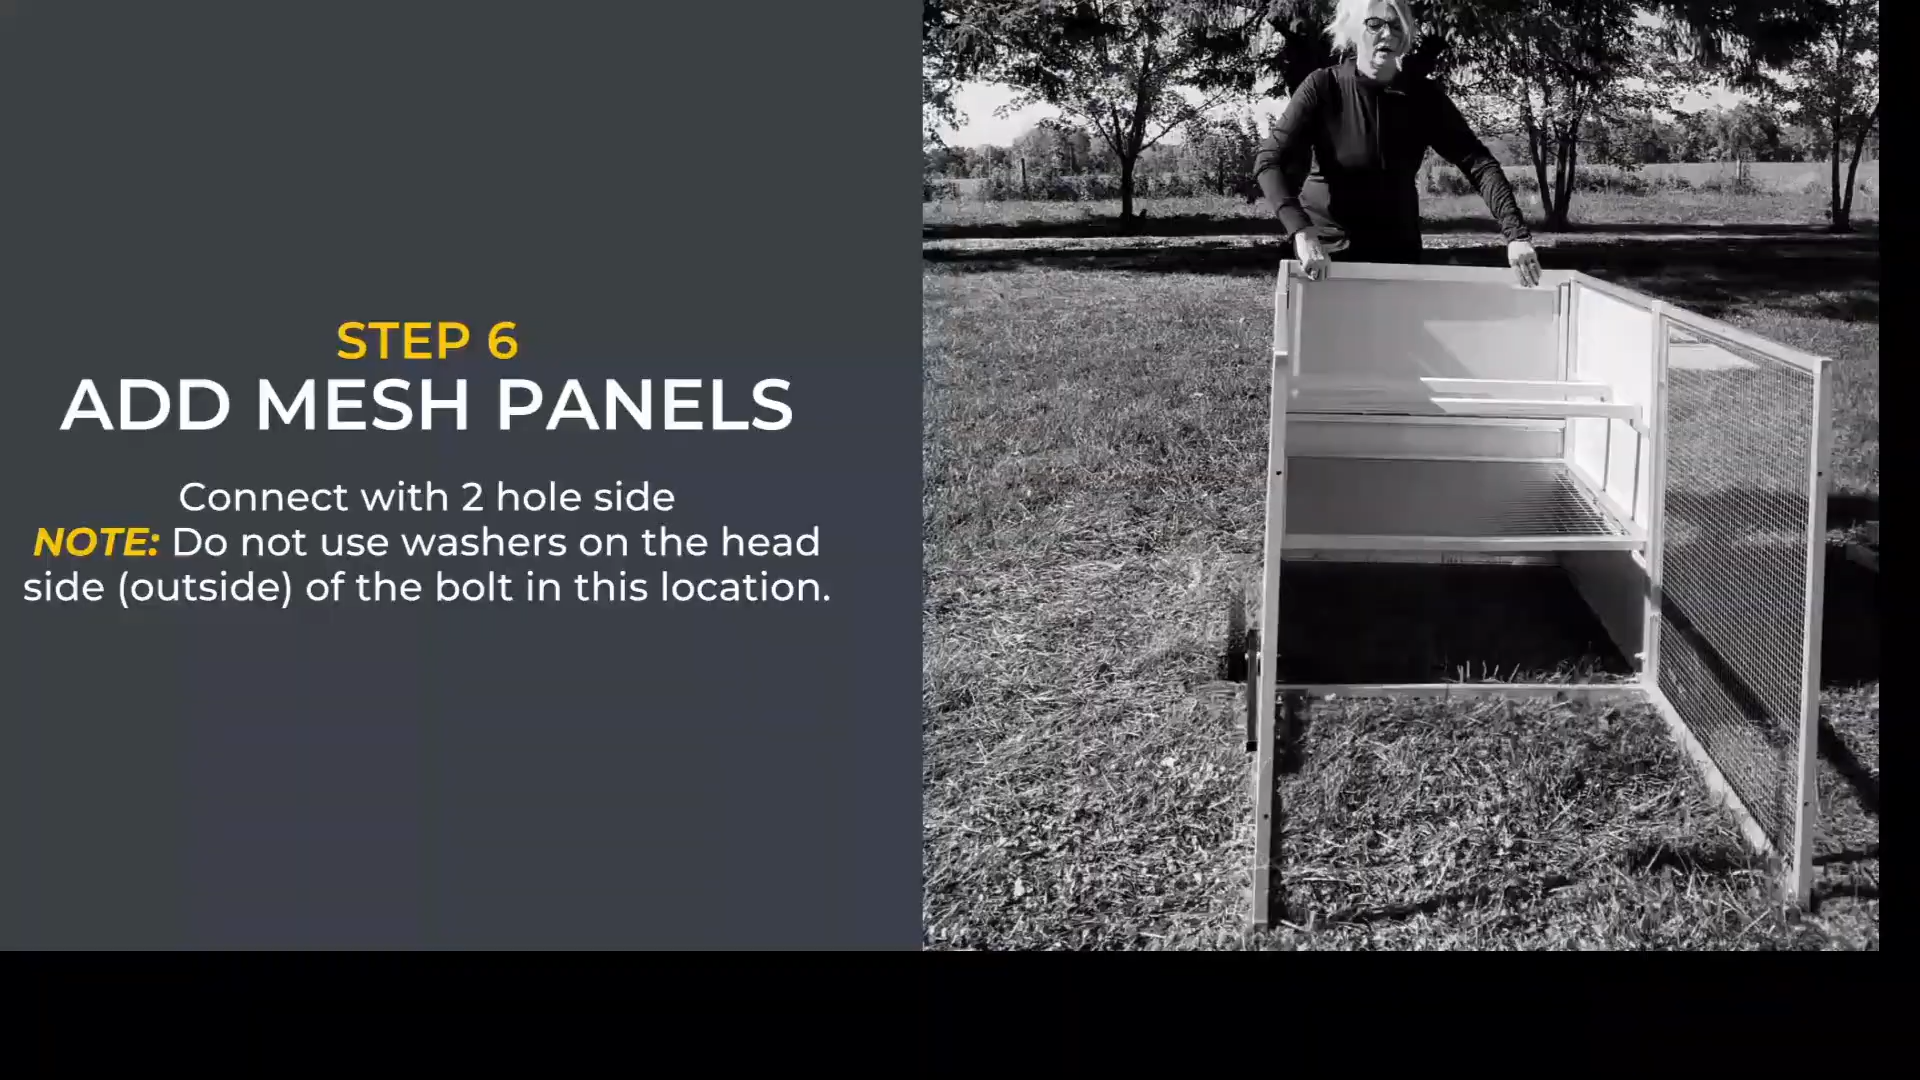 STEP 6
ADD MESH PANELS
Connect with 2 hole side
NOTE: Do not use washers on the head
side (outside) of the bolt in this location.